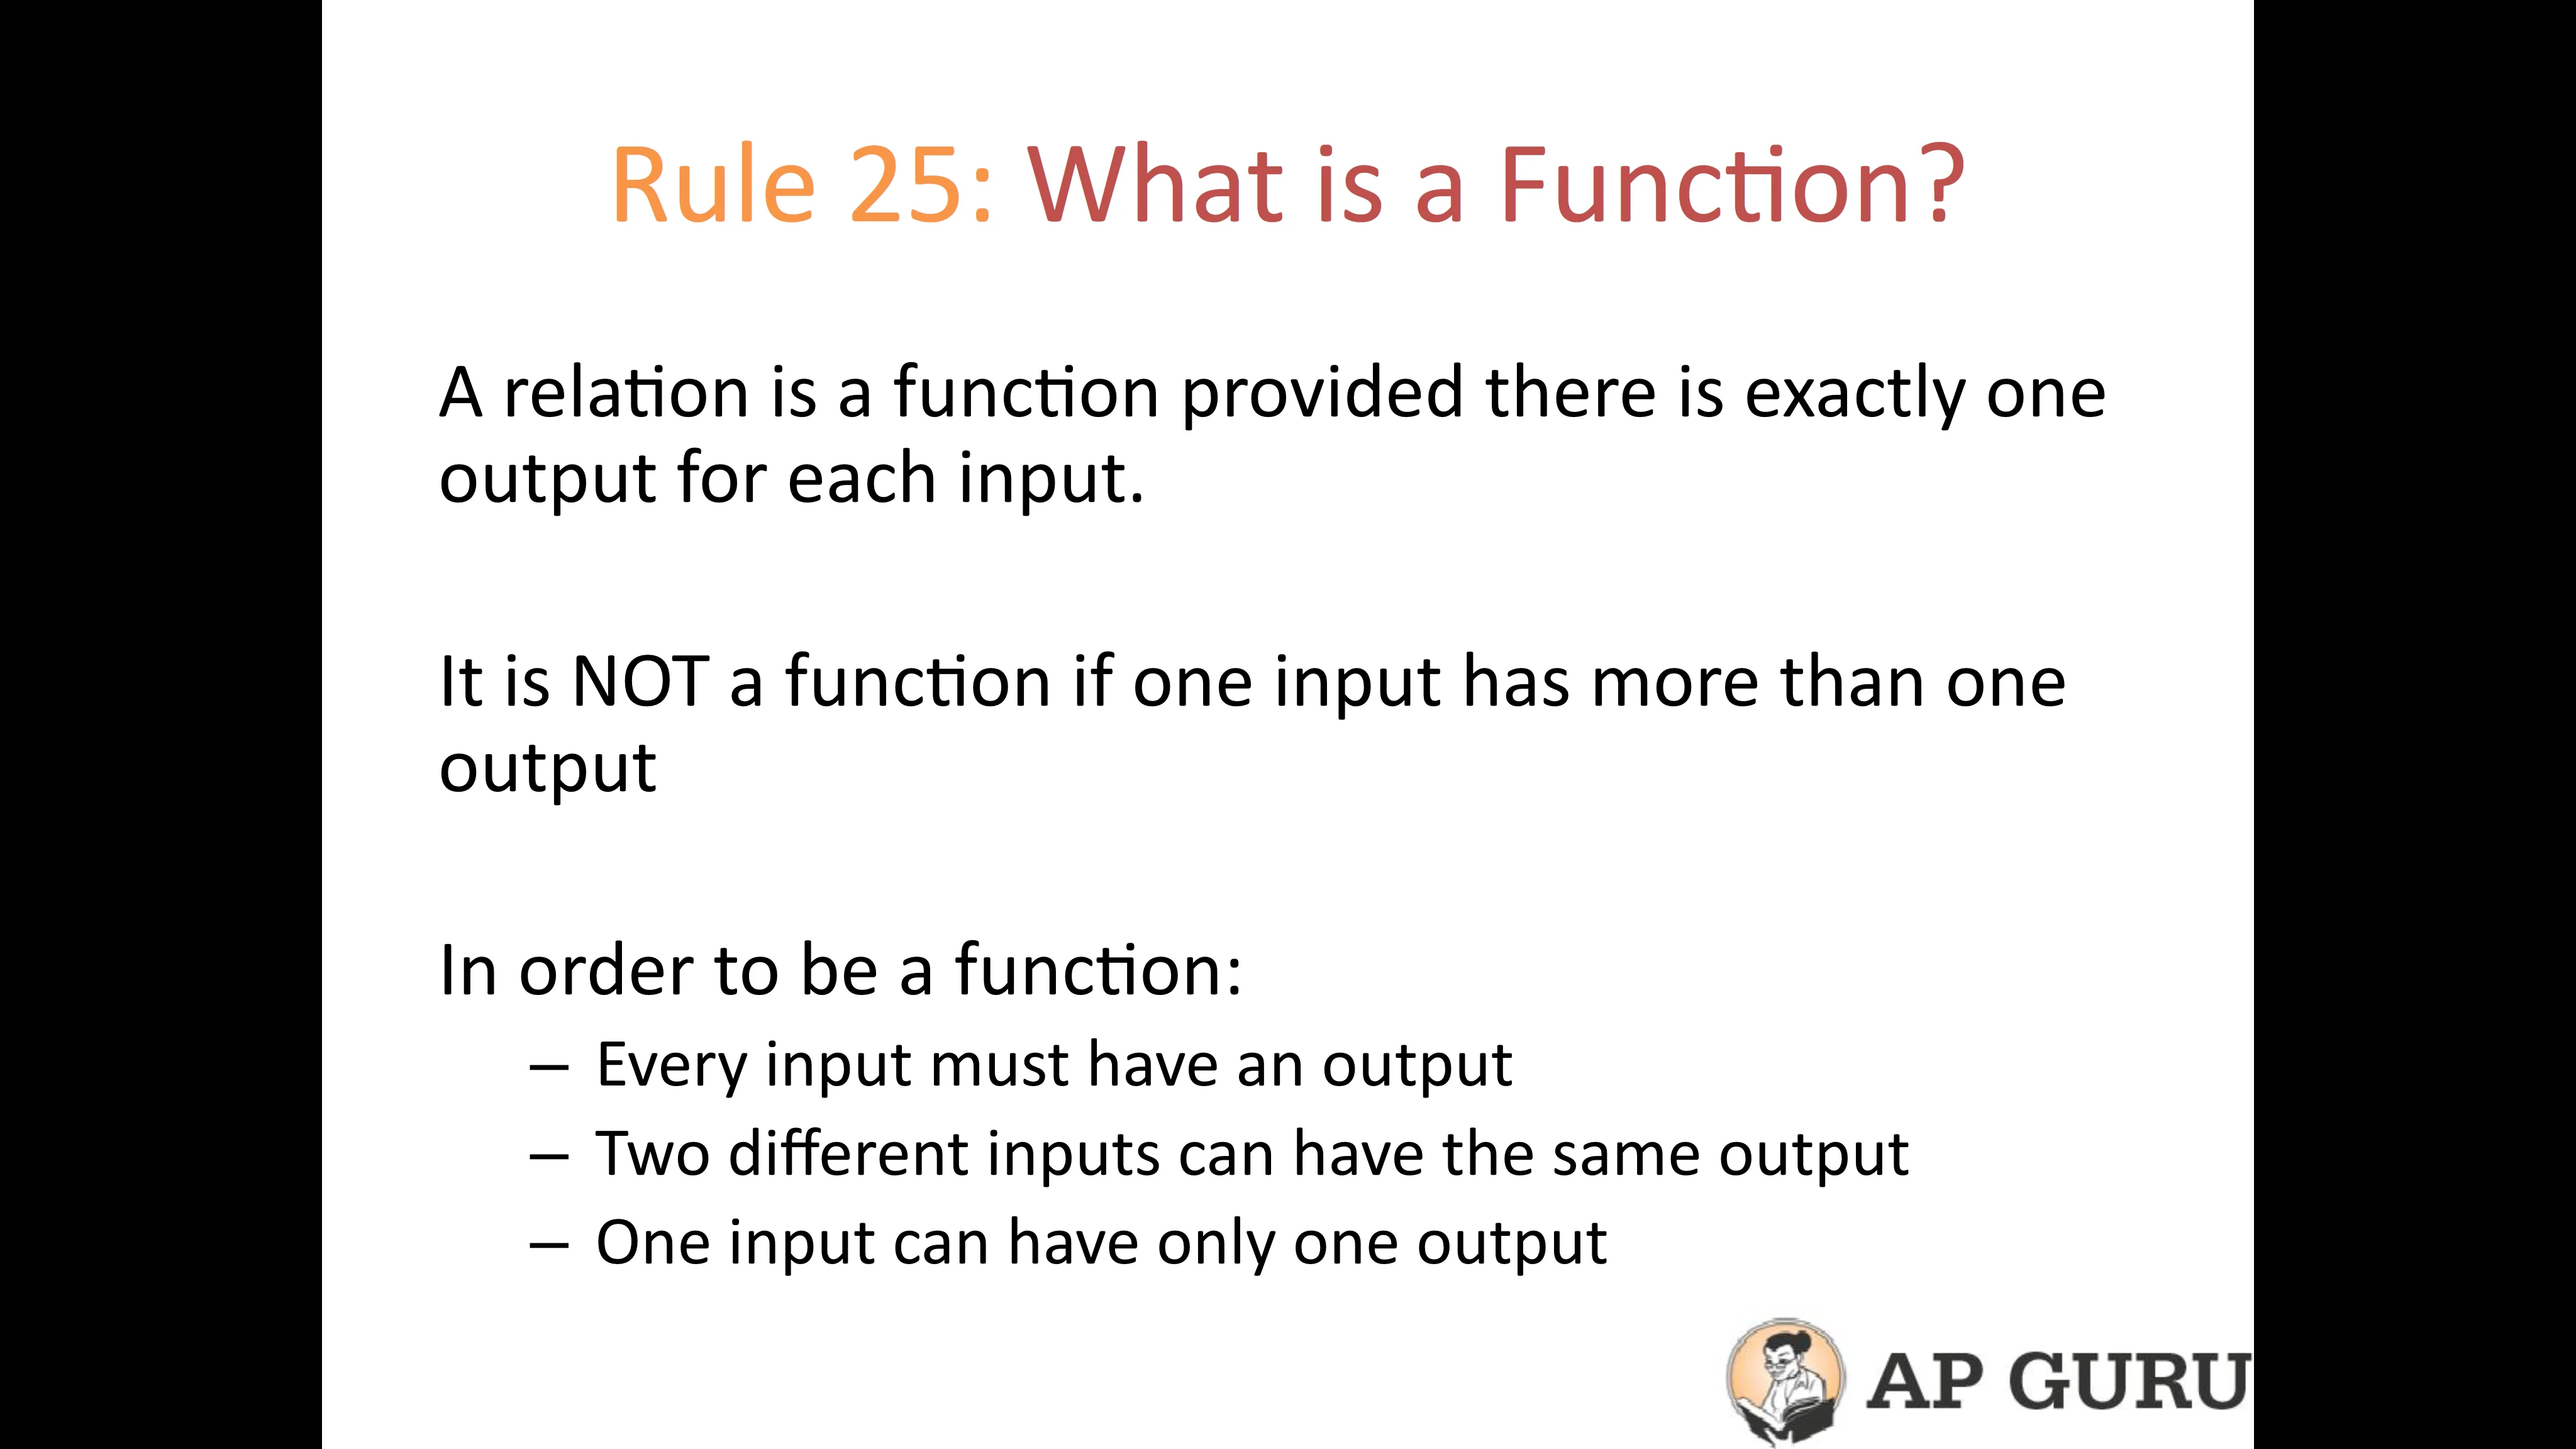 Rule 25: What is a Function?
A relation is a function provided there is exactly one
output for each input.
It is NOT a function if one input has more than one
output
In order to be a function:
– Every input must have an output
– Two different inputs can have the same output
– One input can have only one output
AP GURU